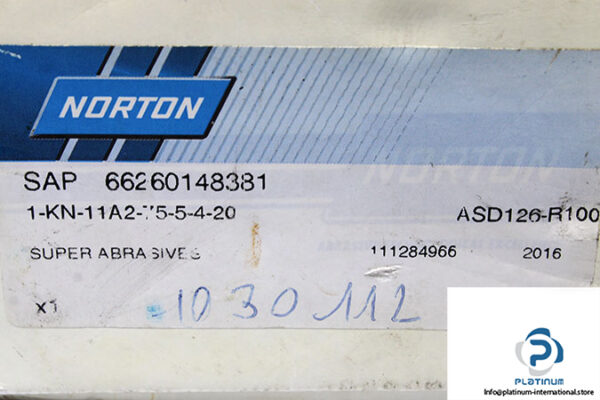 NORTON
NORTON
SAP 66260148381
1-KN-11A2-75-5-4-20 ASD126-R100
SUPER ABRASIVES 111284966 2016
X1 1030112
PLATINUM
info@platinum-international.store